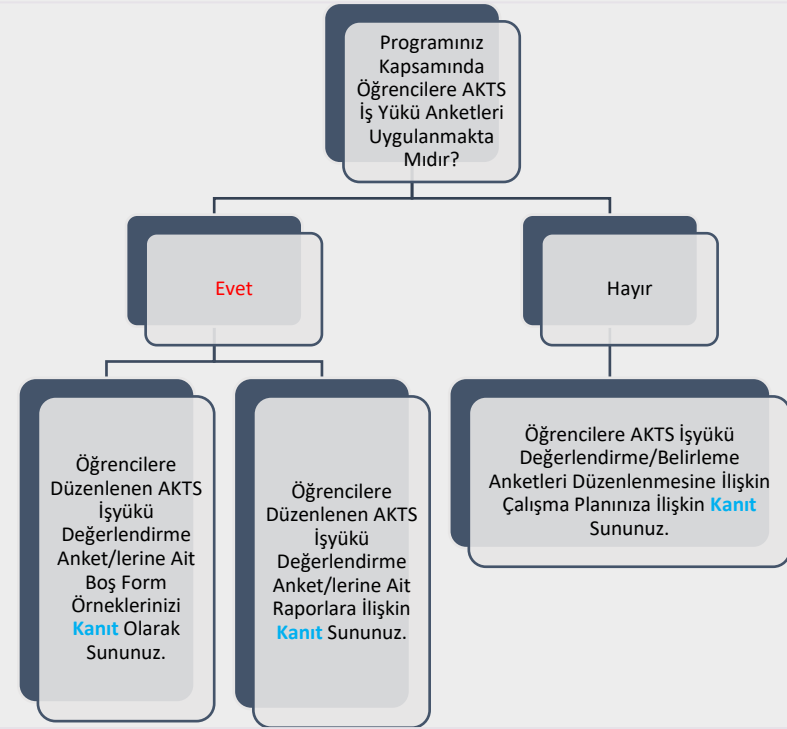 Programınız
Kapsamında
Öğrencilere AKTS
İş Yükü Anketleri
Uygulanmakta
Mıdır?
Evet
Hayır
Öğrencilere
Düzenlenen AKTS
İşyükü
Değerlendirme
Anket/lerine Ait
Boş Form
Örneklerinizi
Kanıt Olarak
Sununuz.
Öğrencilere
Düzenlenen AKTS
İşyükü
Değerlendirme
Anket/lerine Ait
Raporlara İlişkin
Kanıt Sununuz.
Öğrencilere AKTS İşyükü
Değerlendirme/Belirleme
Anketleri Düzenlenmesine İlişkin
Çalışma Planınıza İlişkin Kanıt
Sununuz.